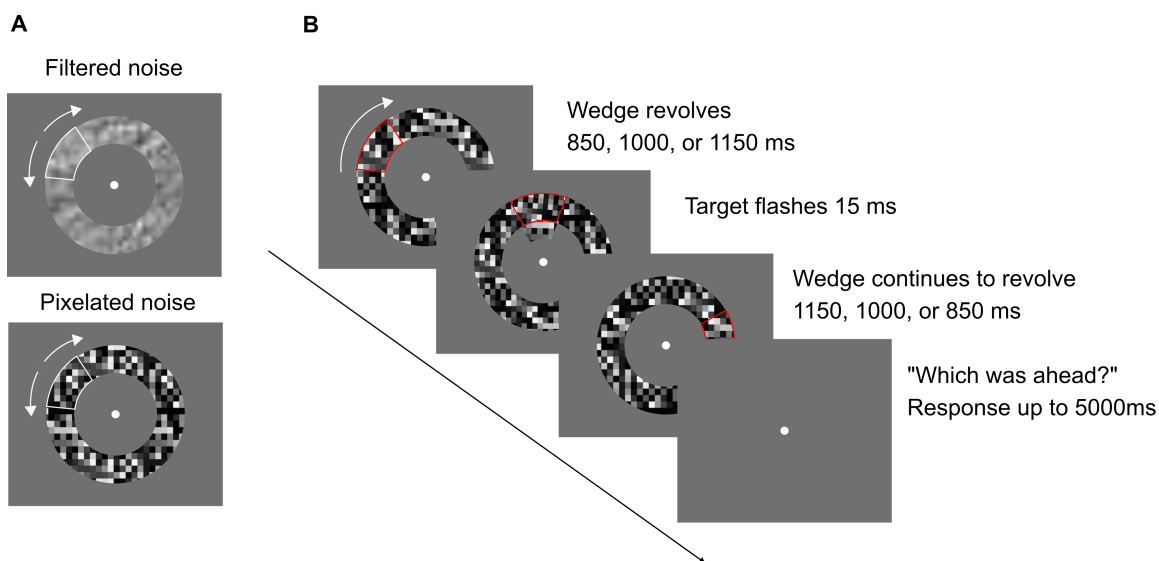 A
Filtered noise
Pixelated noise
B
Wedge revolves
850, 1000, or 1150 ms
Target flashes 15 ms
Wedge continues to revolve
1150, 1000, or 850 ms
"Which was ahead?"
Response up to 5000ms